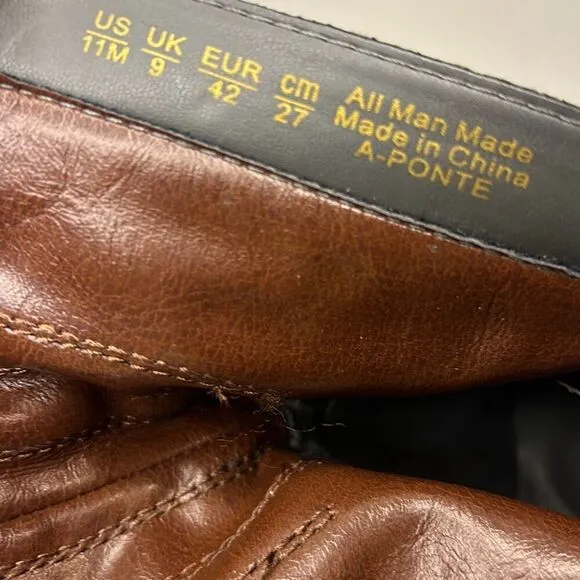 US UK EUR cm
11M 9 42 27
All Man Made
Made in China
A-PONTE